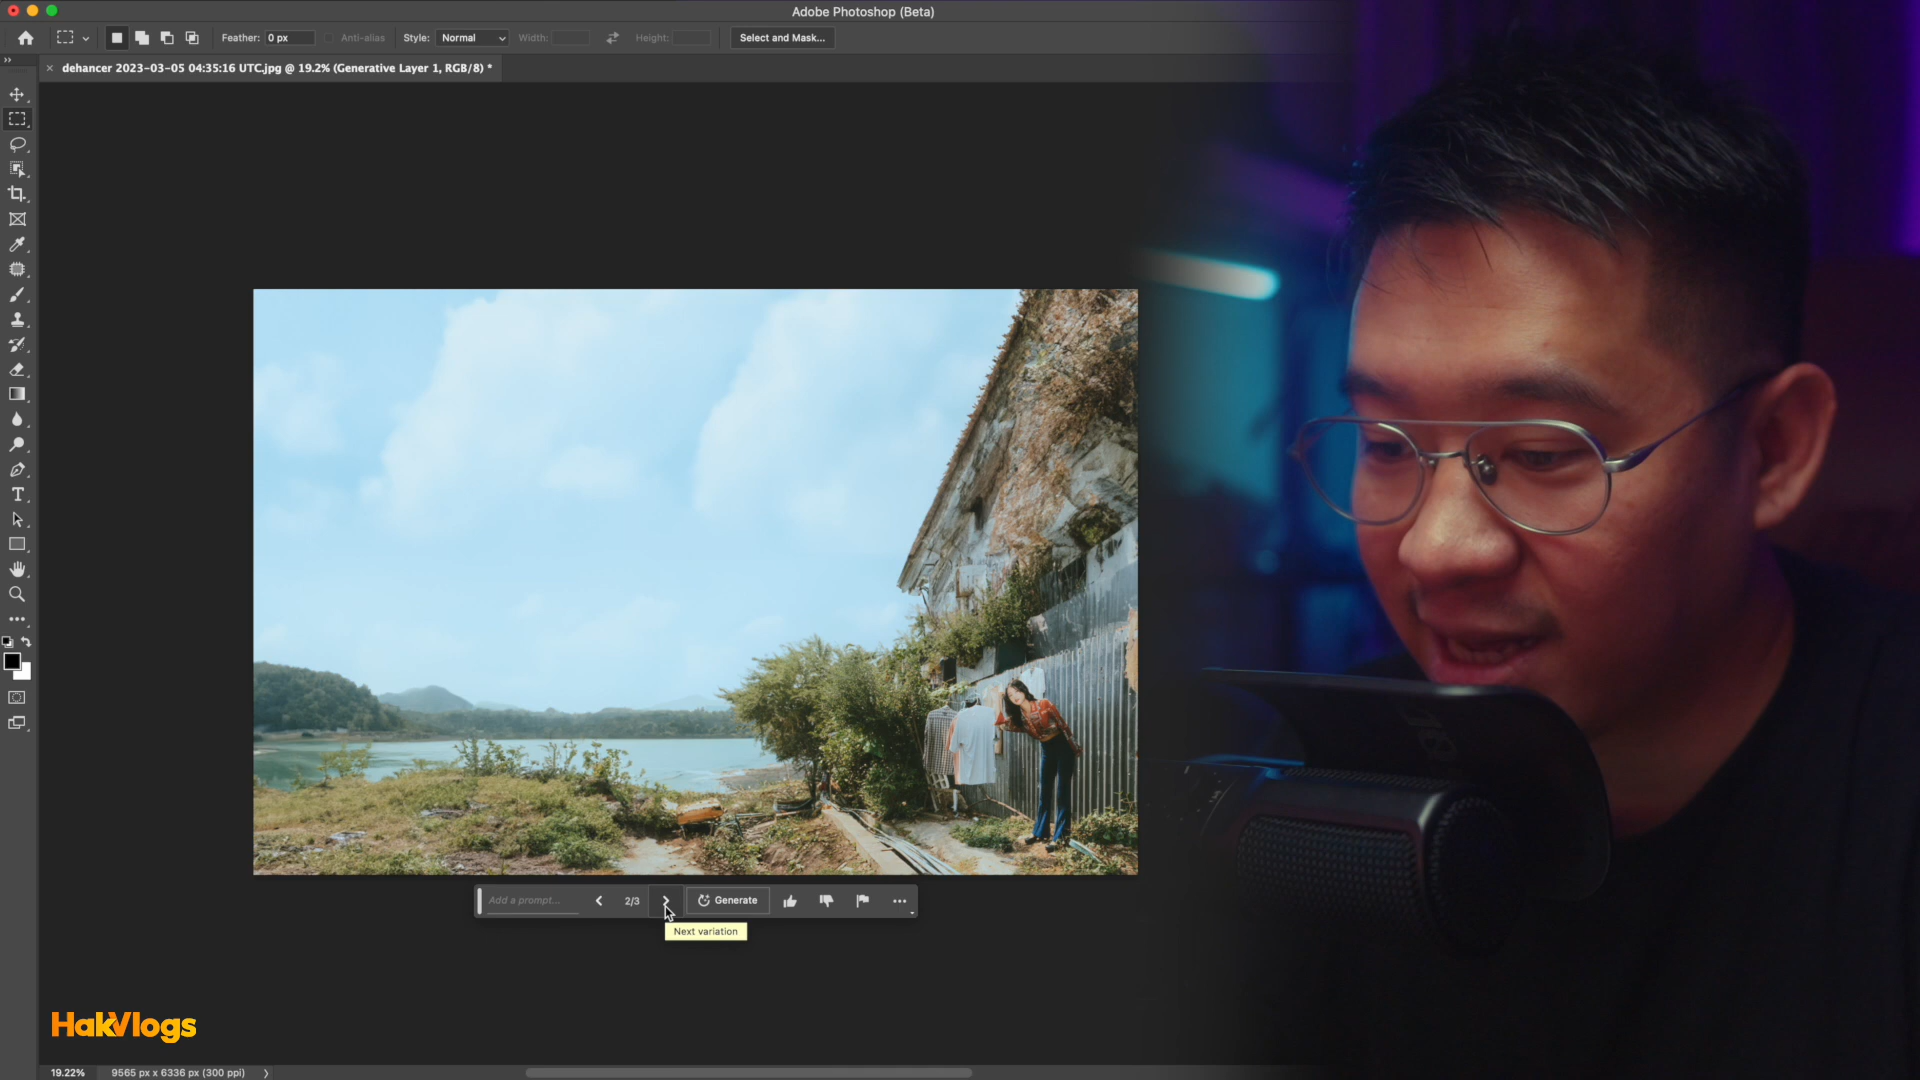 Adobe Photoshop (Beta)
Feather: 0 px
Anti-alias
Style: Normal
Width:
Height:
Select and Mask...
dehancer 2023-03-05 04:35:16 UTC.jpg @ 19.2% (Generative Layer 1, RGB/8) *
Add a prompt...
2/3
Generate
Next variation
HakVlogs
19.22%
9565 px x 6336 px (300 ppi)